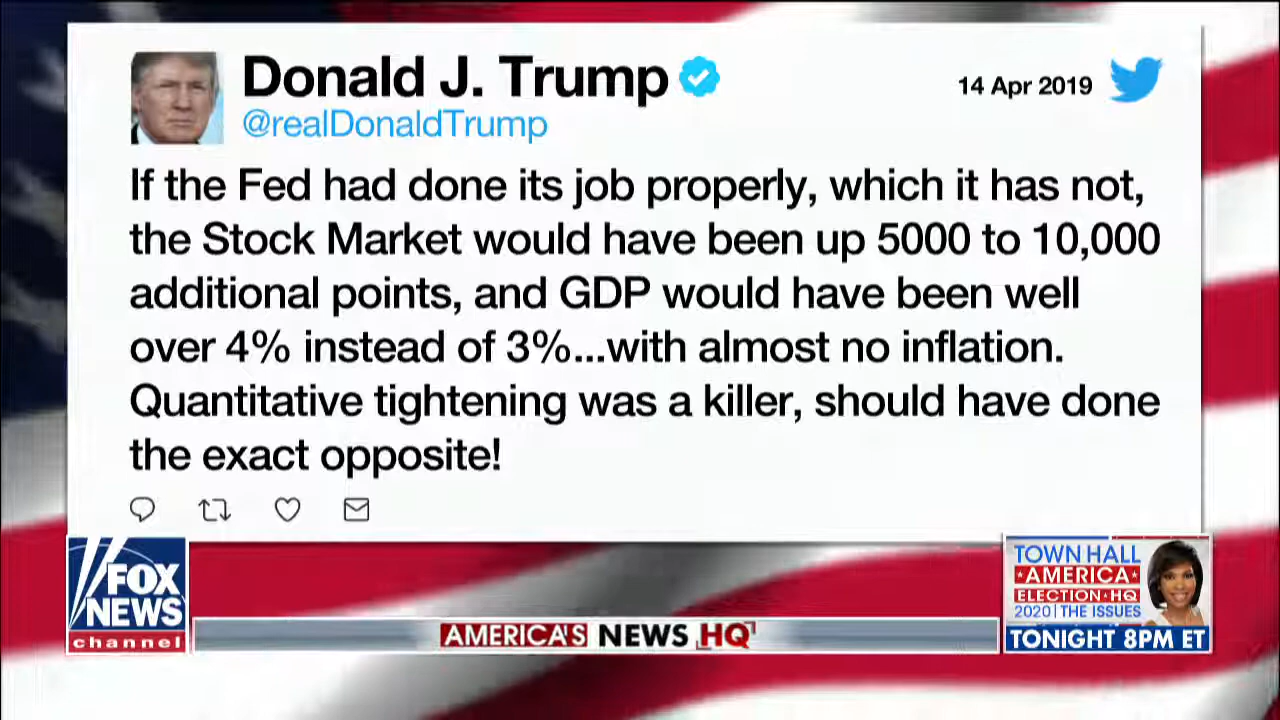 Donald J. Trump
@realDonaldTrump
14 Apr 2019
If the Fed had done its job properly, which it has not,
the Stock Market would have been up 5000 to 10,000
additional points, and GDP would have been well
over 4% instead of 3%...with almost no inflation.
Quantitative tightening was a killer, should have done
the exact opposite!
FOX
NEWS
channel
AMERICA'S NEWS HQ
TOWN HALL
AMERICA
ELECTION HQ
2020 | THE ISSUES
TONIGHT 8PM ET